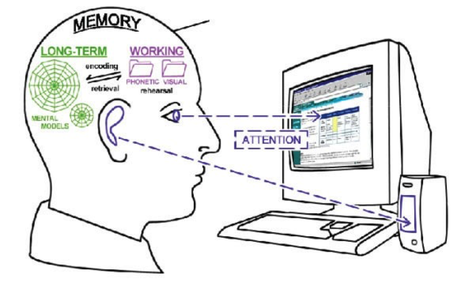 MEMORY
LONG-TERM WORKING
encoding
retrieval
PHONETIC VISUAL
rehearsal
MENTAL
MODELS
ATTENTION